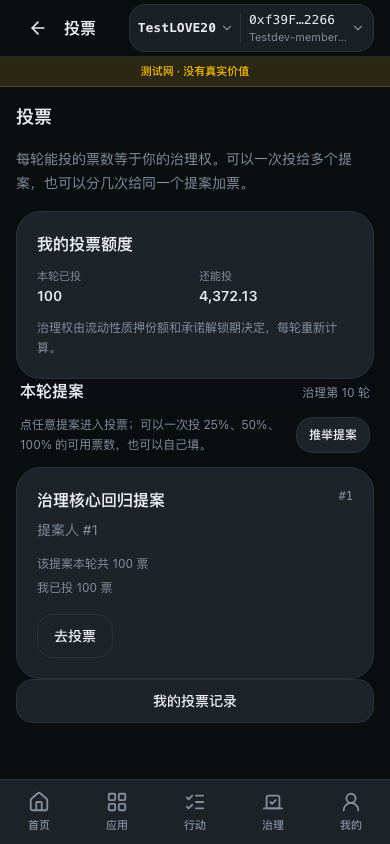 投票
TestLOVE20
0xf39F…2266
Testdev-member...
测试网 · 没有真实价值
投票
每轮能投的票数等于你的治理权。可以一次投给多个提
案，也可以分几次给同一个提案加票。
我的投票额度
本轮已投
还能投
100
4,372.13
治理权由流动性质押份额和承诺解锁期决定，每轮重新计
算。
本轮提案
治理第 10 轮
点任意提案进入投票；可以一次投 25%、50%、
100% 的可用票数，也可以自己填。
推举提案
治理核心回归提案
#1
提案人 #1
该提案本轮共 100 票
我已投 100 票
去投票
我的投票记录
首页
应用
行动
治理
我的